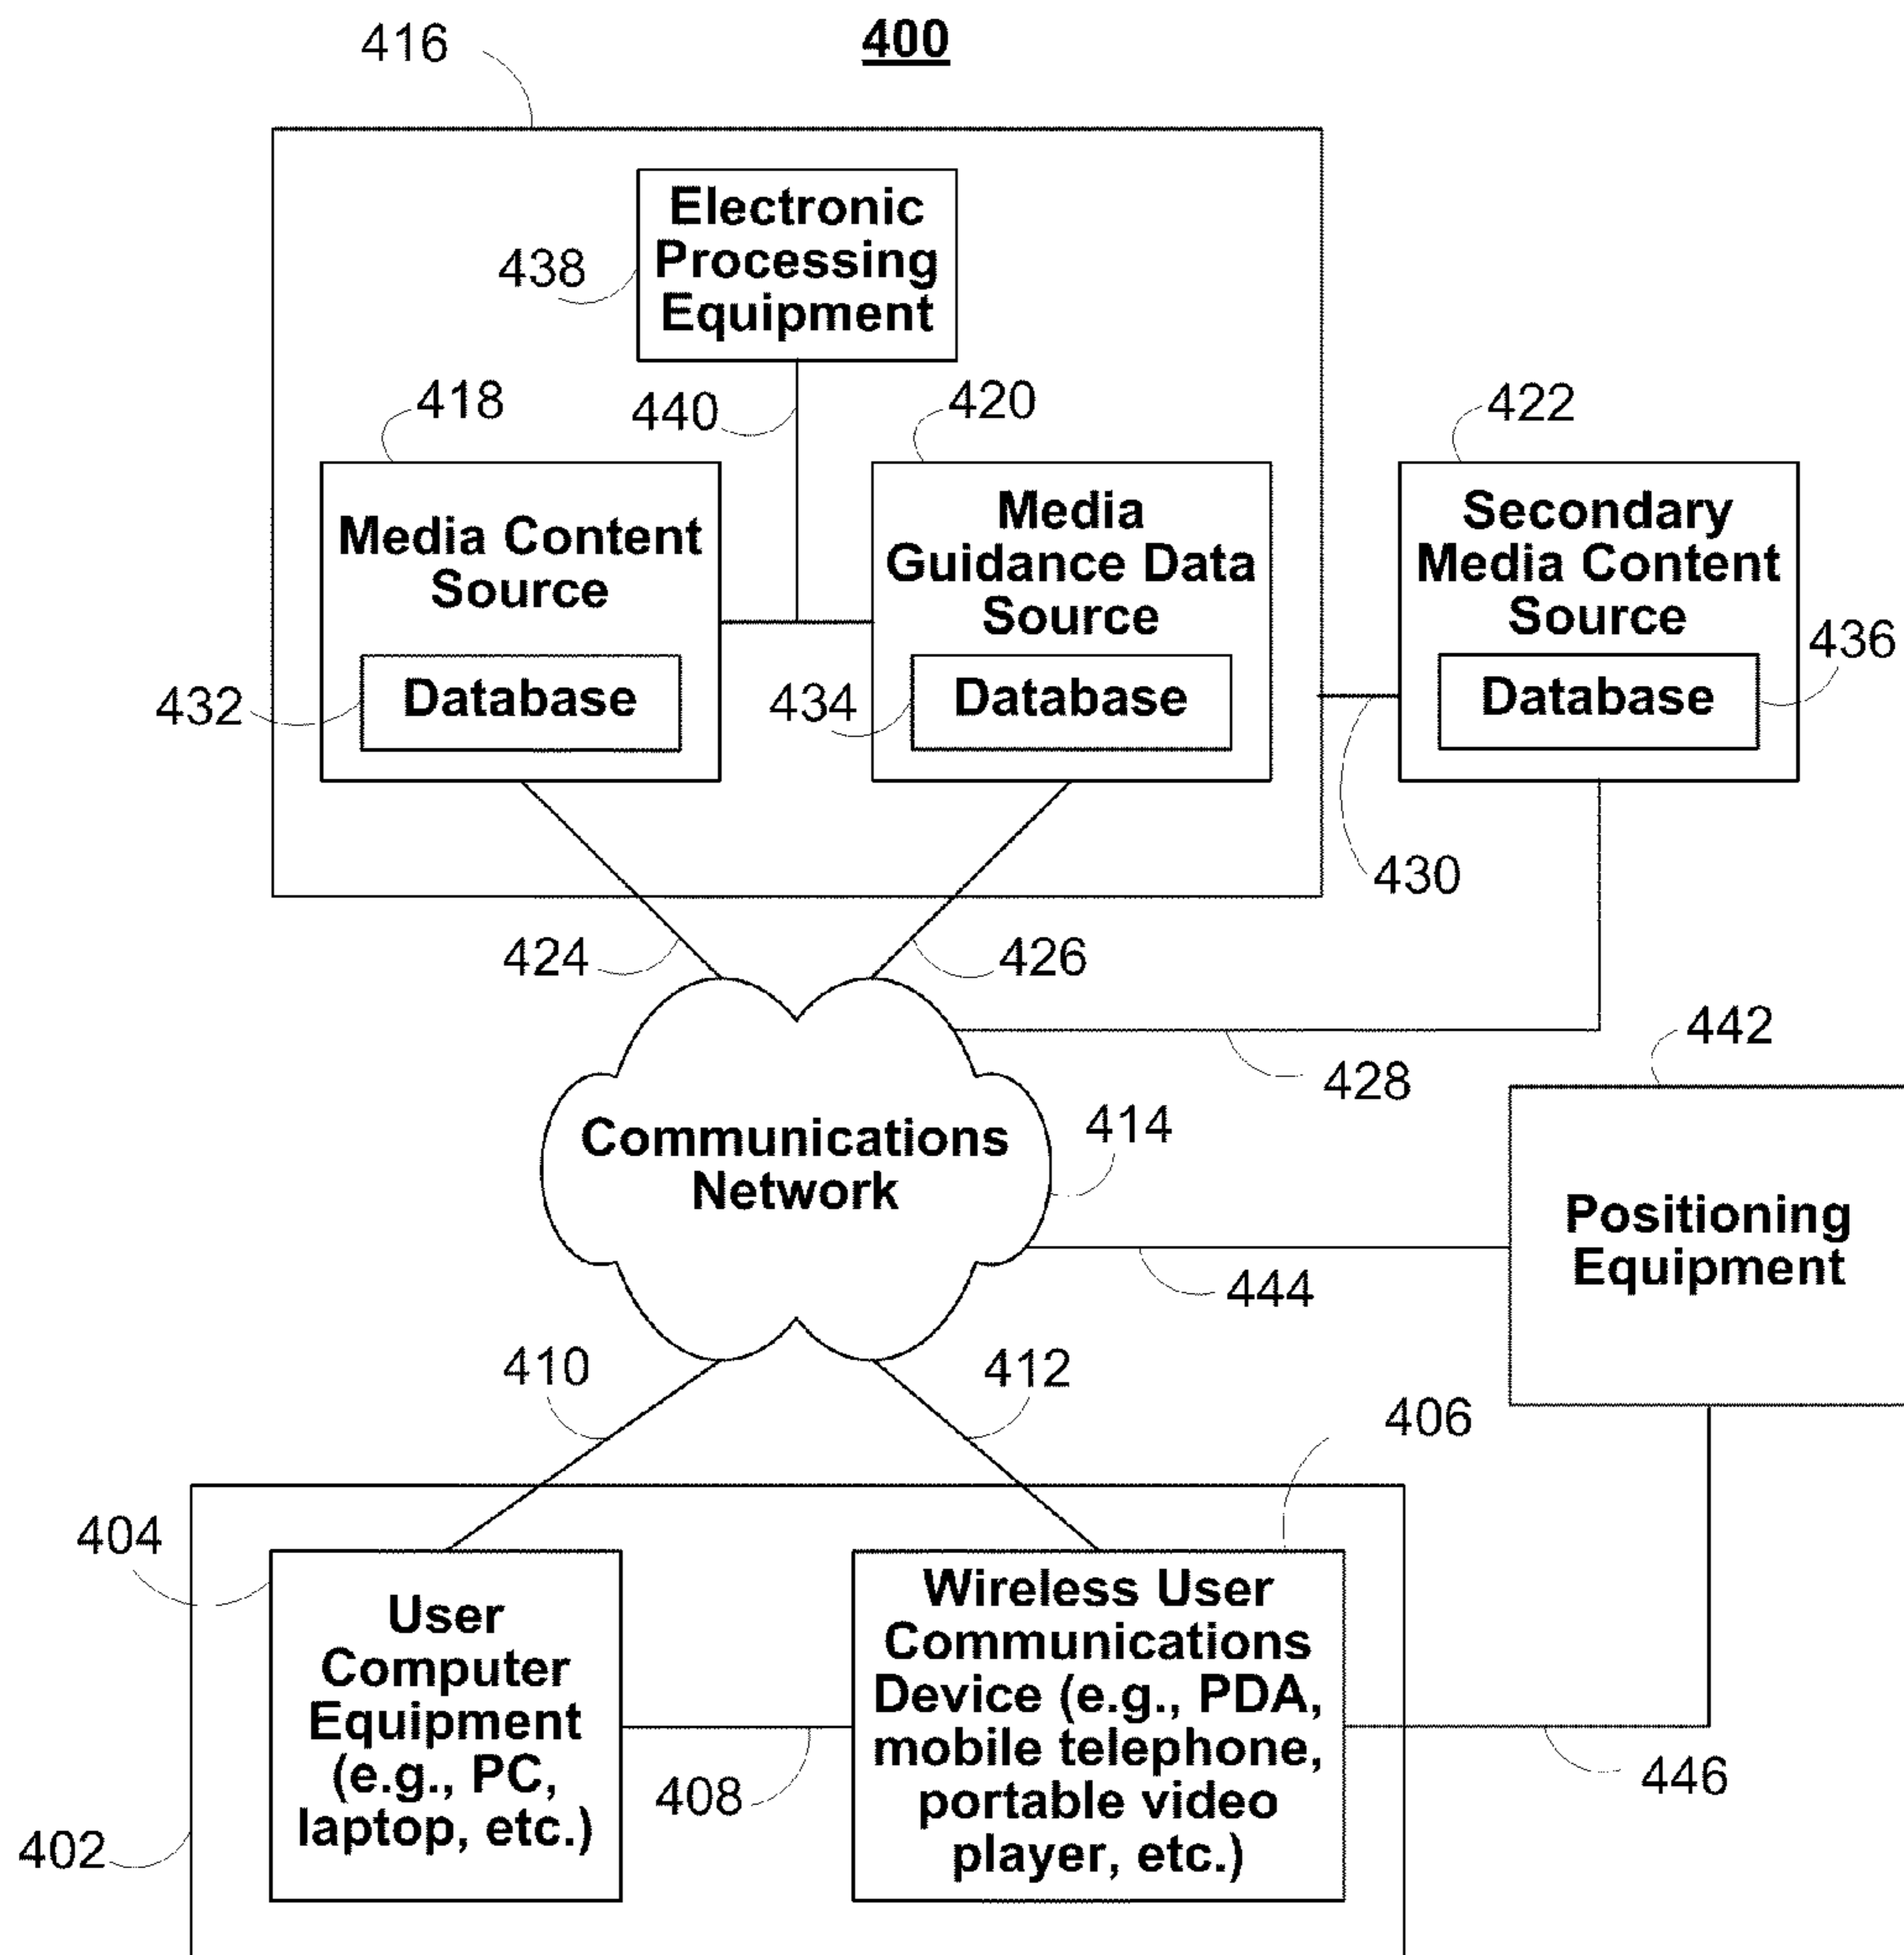 400
416
Electronic
Processing
Equipment
438
418
440
420
422
Media Content
Source
Media
Guidance Data
Source
Secondary
Media Content
Source
432
Database
434
Database
Database
436
430
424
426
442
428
Communications
Network
414
Positioning
Equipment
444
410
412
406
404
User
Computer
Equipment
(e.g., PC,
laptop, etc.)
Wireless User
Communications
Device (e.g., PDA,
mobile telephone,
portable video
player, etc.)
408
446
402